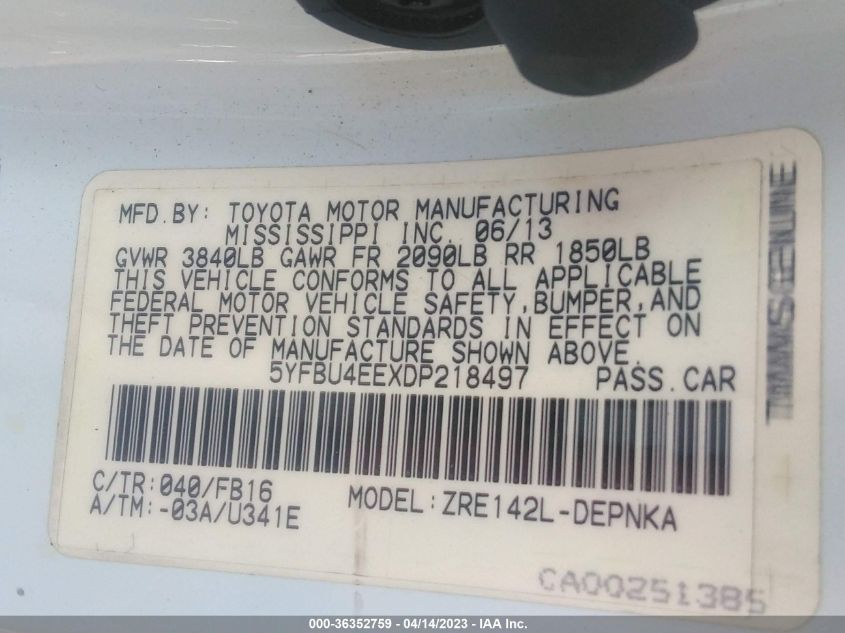 MFD.BY: TOYOTA MOTOR MANUFACTURING
MISSISSIPPI INC. 06/13
GVWR 3840LB GAWR FR 2090LB RR 1850LB
THIS VEHICLE CONFORMS TO ALL APPLICABLE
FEDERAL MOTOR VEHICLE SAFETY,BUMPER,AND
THEFT PREVENTION STANDARDS IN EFFECT ON
THE DATE OF MANUFACTURE SHOWN ABOVE.
5YFBU4EEXDP218497 PASS.CAR
C/TR:040/FB16
A/TM:-03A/U341E
MODEL:ZRE142L-DEPNKA
CA00251385
000-36352759 - 04/14/2023 - IAA Inc.